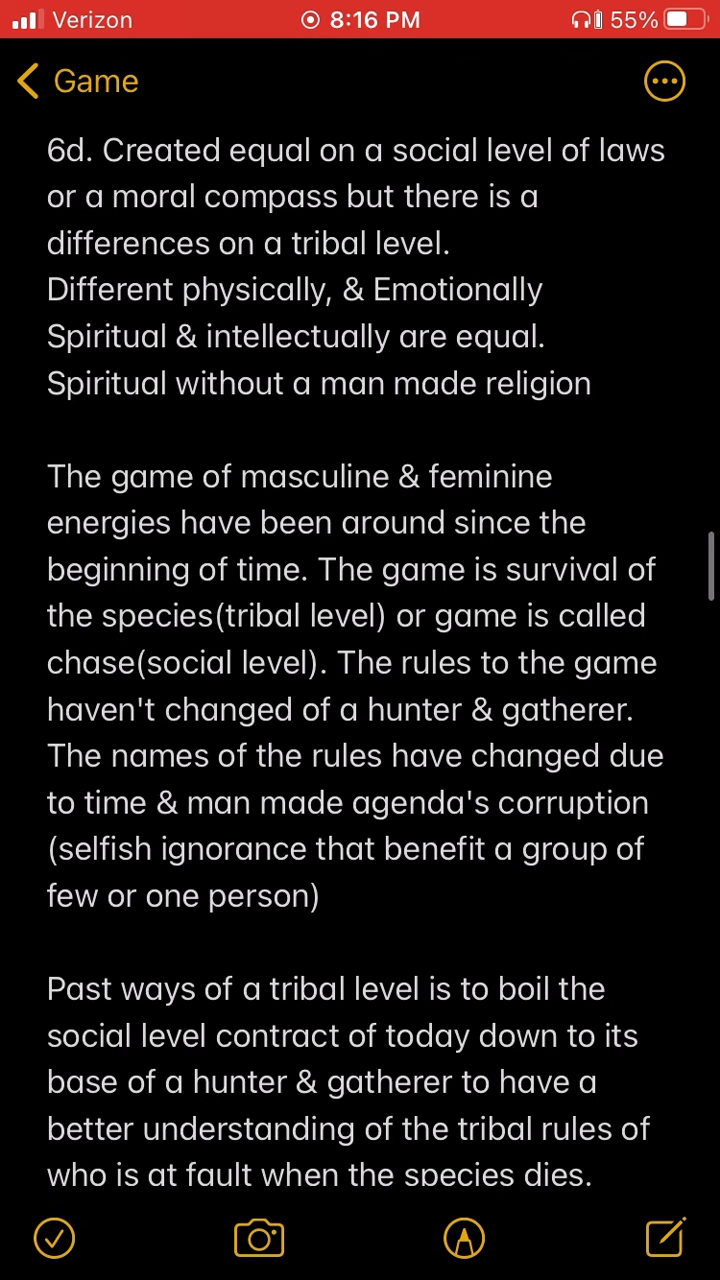 Verizon 8:16 PM 55%
Game
6d. Created equal on a social level of laws
or a moral compass but there is a
differences on a tribal level.
Different physically, & Emotionally
Spiritual & intellectually are equal.
Spiritual without a man made religion
The game of masculine & feminine
energies have been around since the
beginning of time. The game is survival of
the species(tribal level) or game is called
chase(social level). The rules to the game
haven't changed of a hunter & gatherer.
The names of the rules have changed due
to time & man made agenda's corruption
(selfish ignorance that benefit a group of
few or one person)
Past ways of a tribal level is to boil the
social level contract of today down to its
base of a hunter & gatherer to have a
better understanding of the tribal rules of
who is at fault when the species dies.